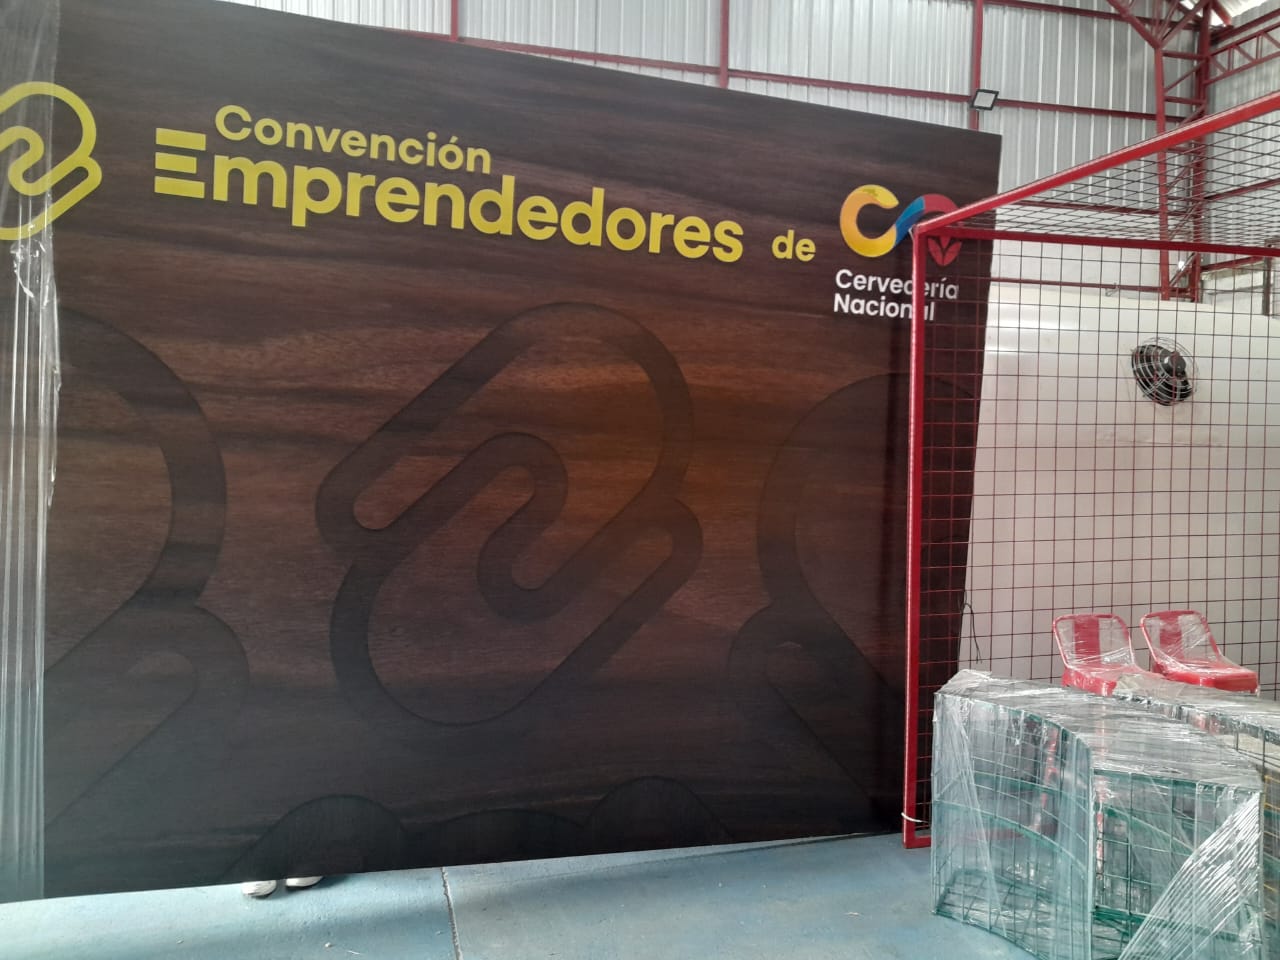 Convención
Emprendedores de
Cervecería
Nacional